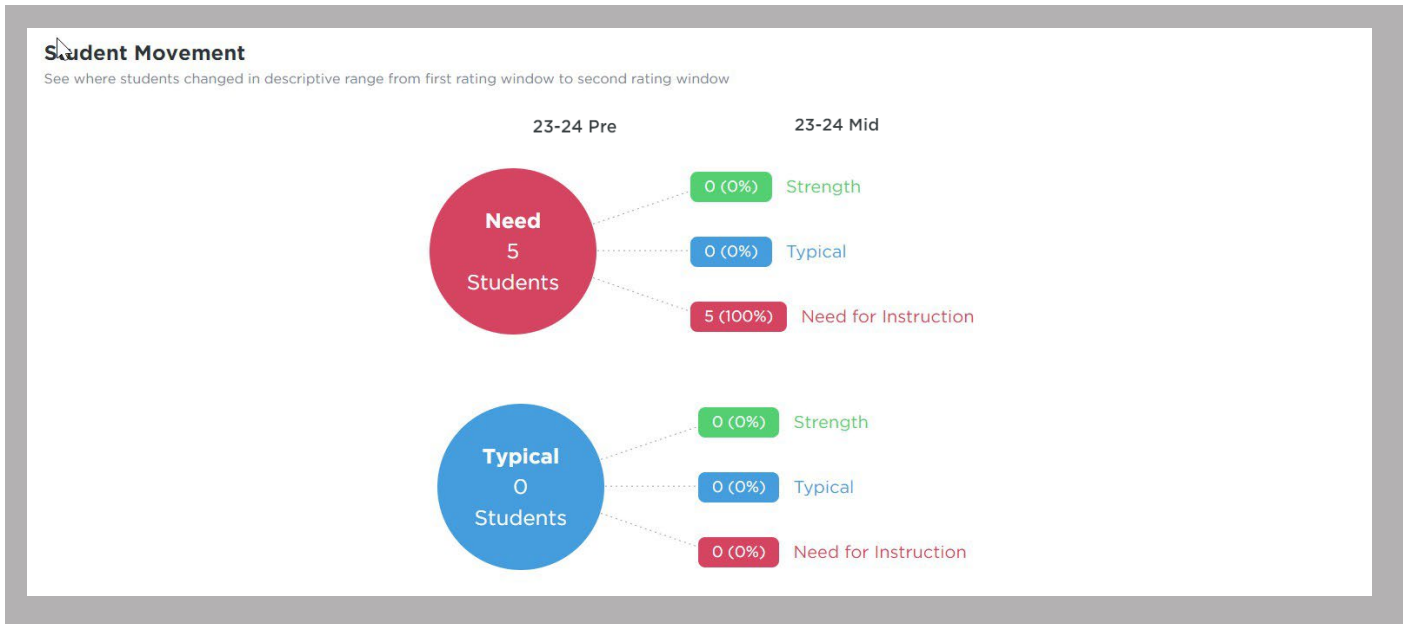 Student Movement
See where students changed in descriptive range from first rating window to second rating window
23-24 Pre
23-24 Mid
Need
5
Students
0 (0%) Strength
0 (0%) Typical
5 (100%) Need for Instruction
Typical
0
Students
0 (0%) Strength
0 (0%) Typical
0 (0%) Need for Instruction